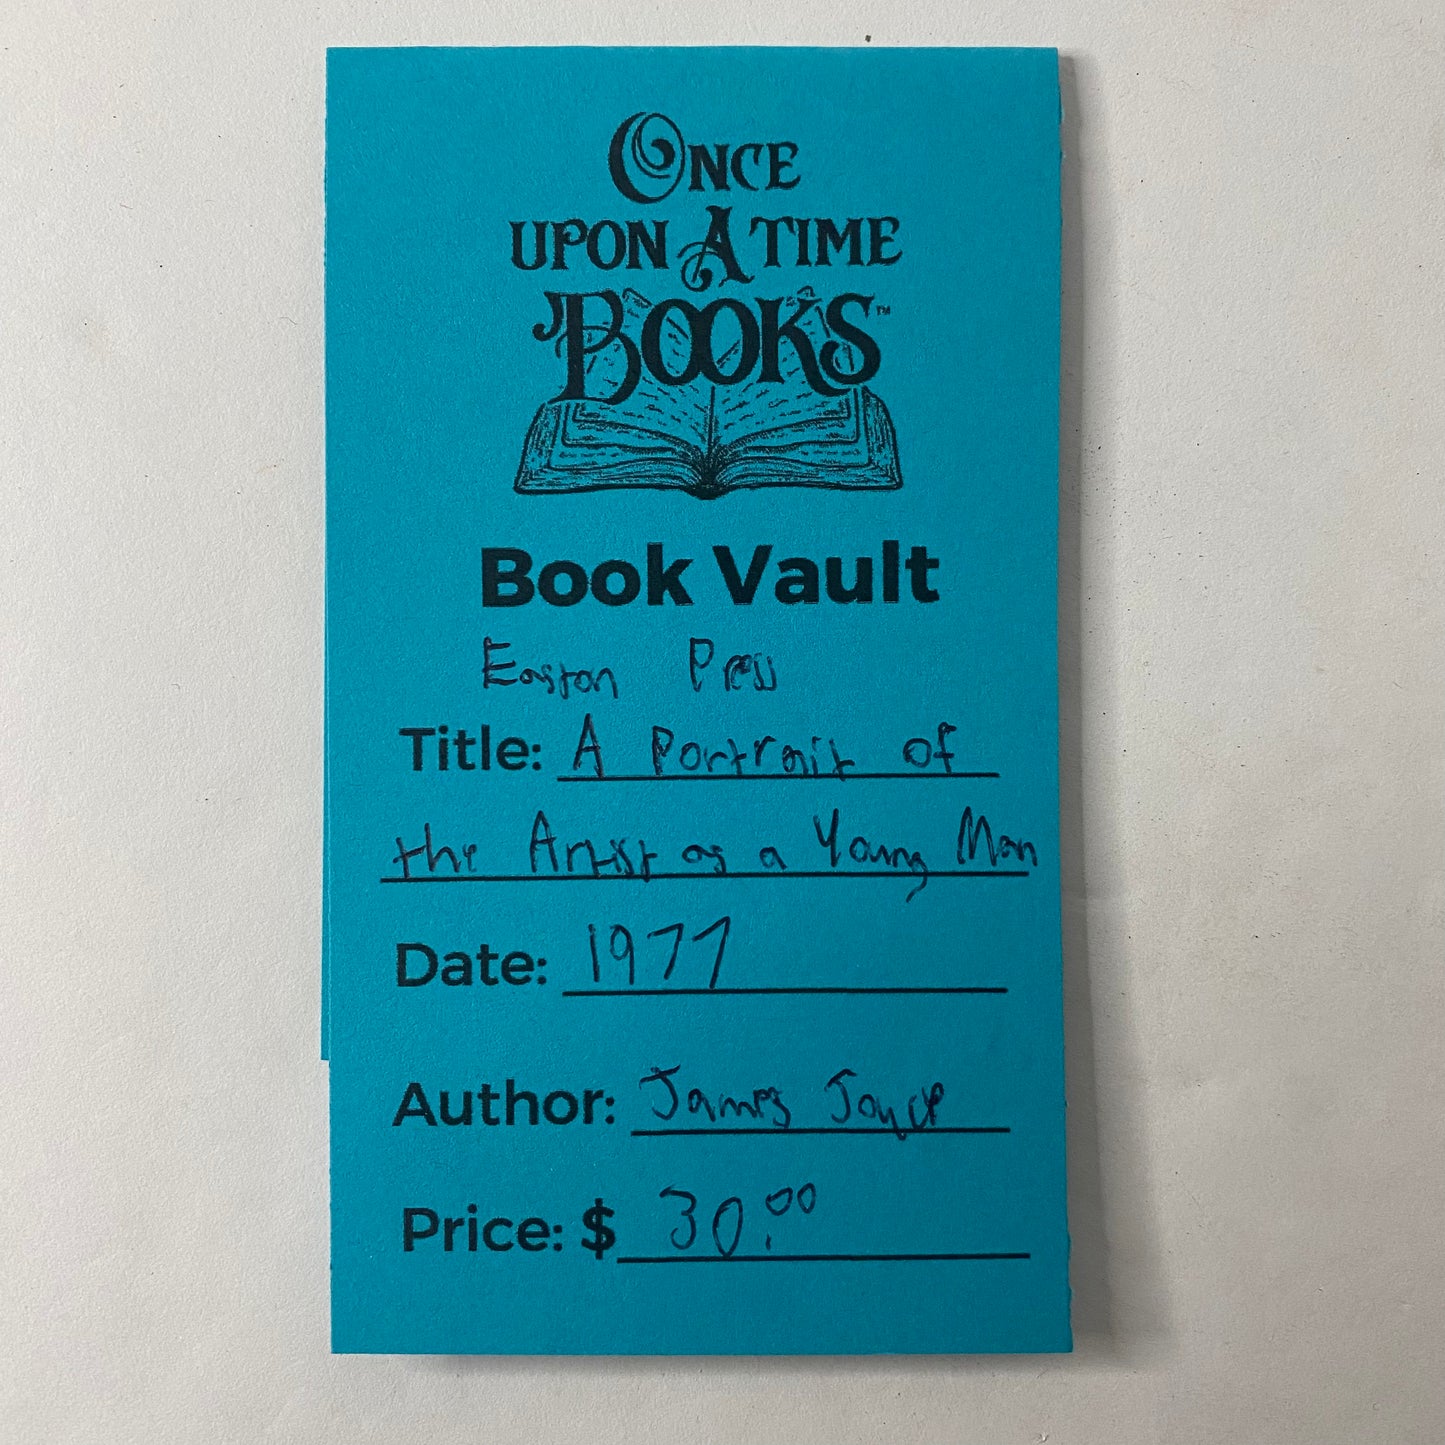 ONCE
UPON A TIME
BOOKS™
Book Vault
Easton Press
Title: A Portrait of
the Artist as a Young Man
Date: 1977
Author: James Joyce
Price: $ 30.00